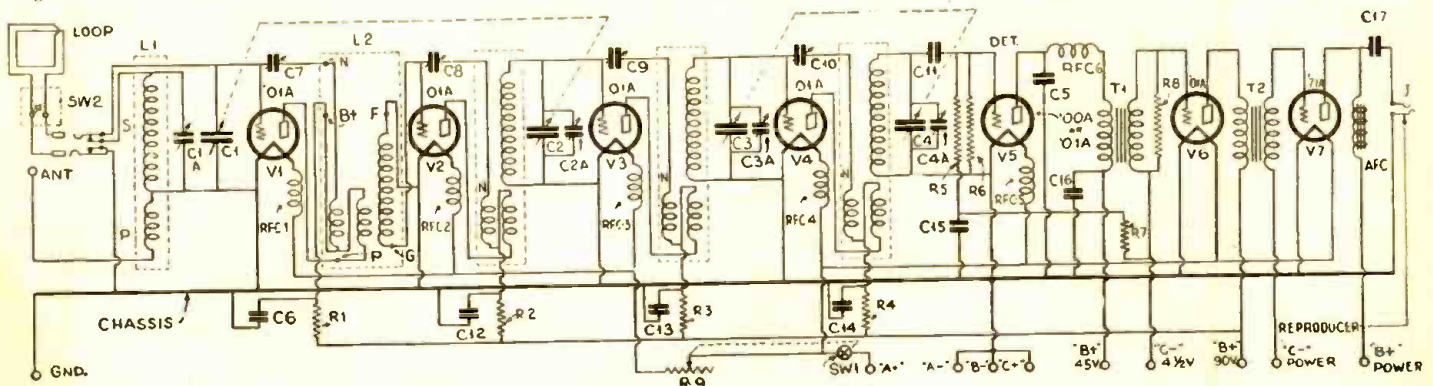 LOOP
SW2
ANT
S
P
L1
C1A
C1
C7
01A
V1
RFC1
N
B+
L2
F
P
G
C8
01A
V2
RFC2
N
C2
C2A
C9
01A
V3
N
C3
C3A
C10
01A
V4
RFC4
N
C11
C4
C4A
R5
R6
DET.
'00A
OR
'01A
V5
C15
C5
RFC6
T1
C16
R8
R7
01A
V6
T2
71A
V7
AFC
C17
J
CHASSIS
C6
R1
C12
R2
C13
R3
C14
R4
REPRODUCER
GND.
R9
SW1
"A+"
"A-"
"B-"
"C+"
"B+"
45V
"C-"
4½V
"B+"
90V
"C-"
POWER
"B+"
POWER